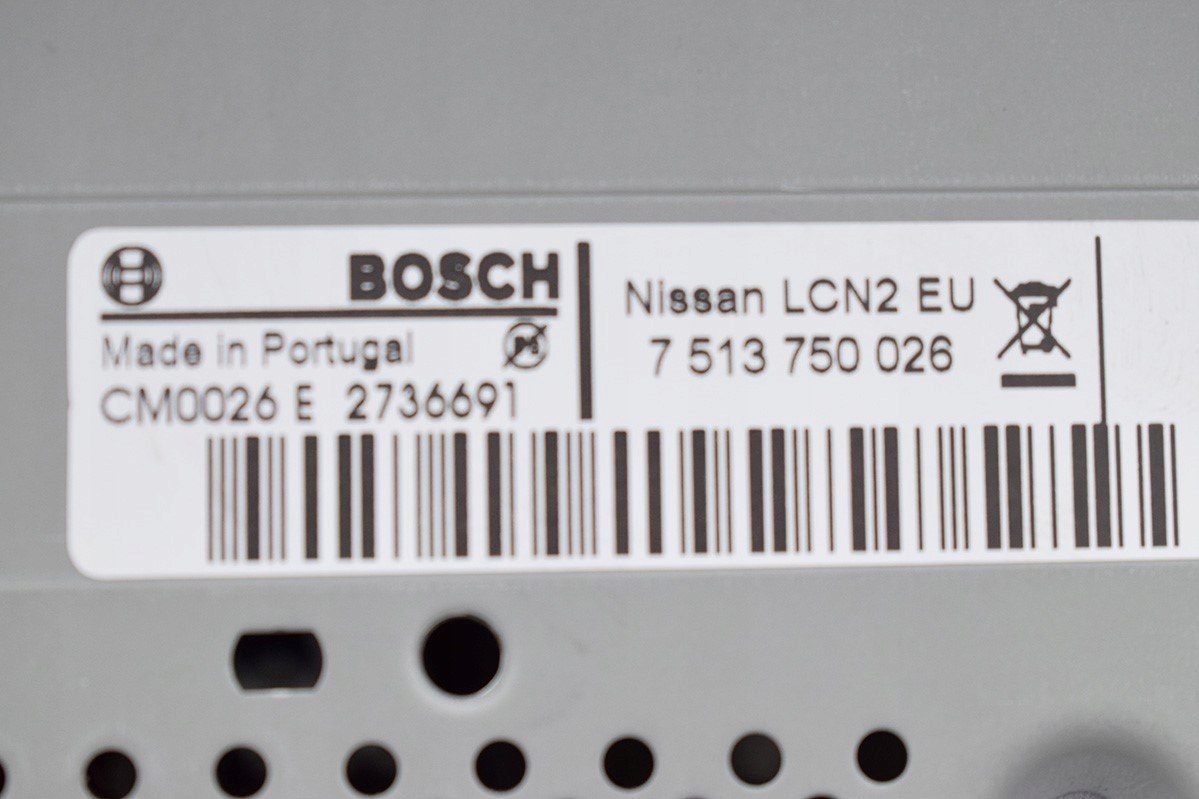 BOSCH
Made in Portugal
CM0026 E 2736691
Nissan LCN2 EU
7 513 750 026